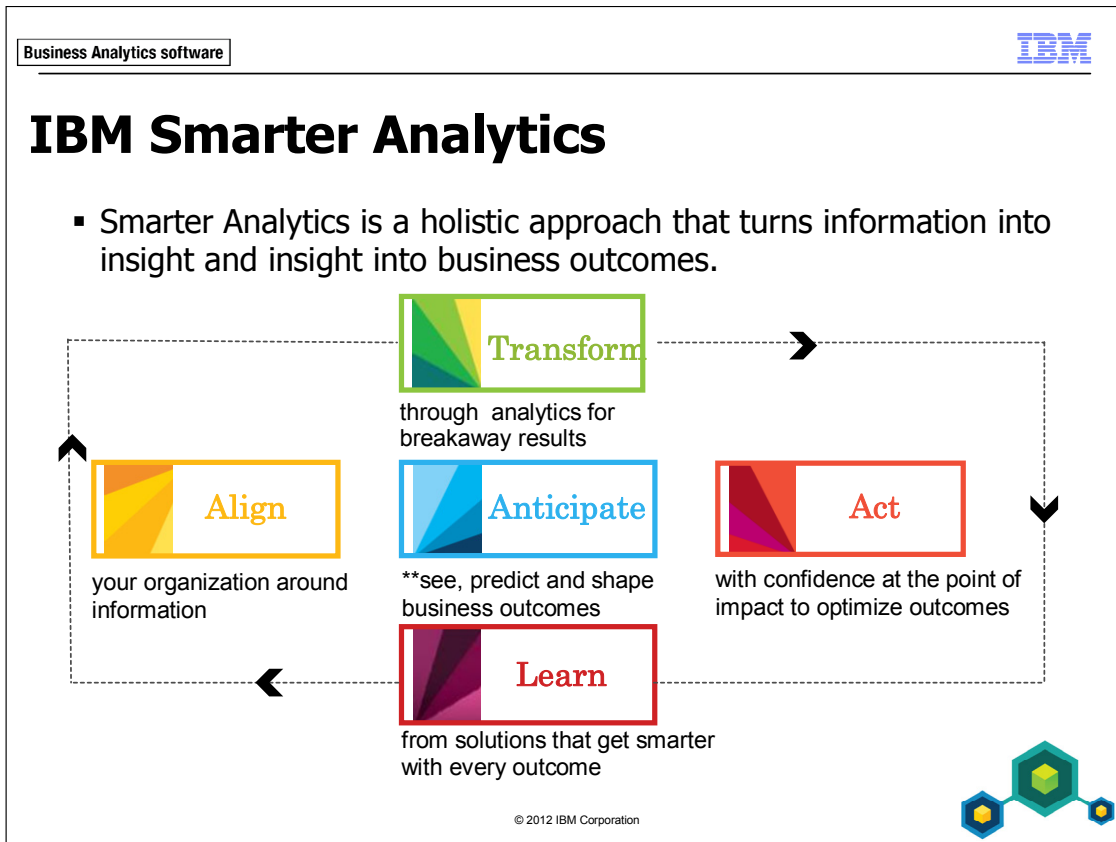 Business Analytics software
IBM
IBM Smarter Analytics
▪ Smarter Analytics is a holistic approach that turns information into
insight and insight into business outcomes.
Transform
through analytics for
breakaway results
Align
your organization around
information
Anticipate
**see, predict and shape
business outcomes
Act
with confidence at the point of
impact to optimize outcomes
Learn
from solutions that get smarter
with every outcome
© 2012 IBM Corporation